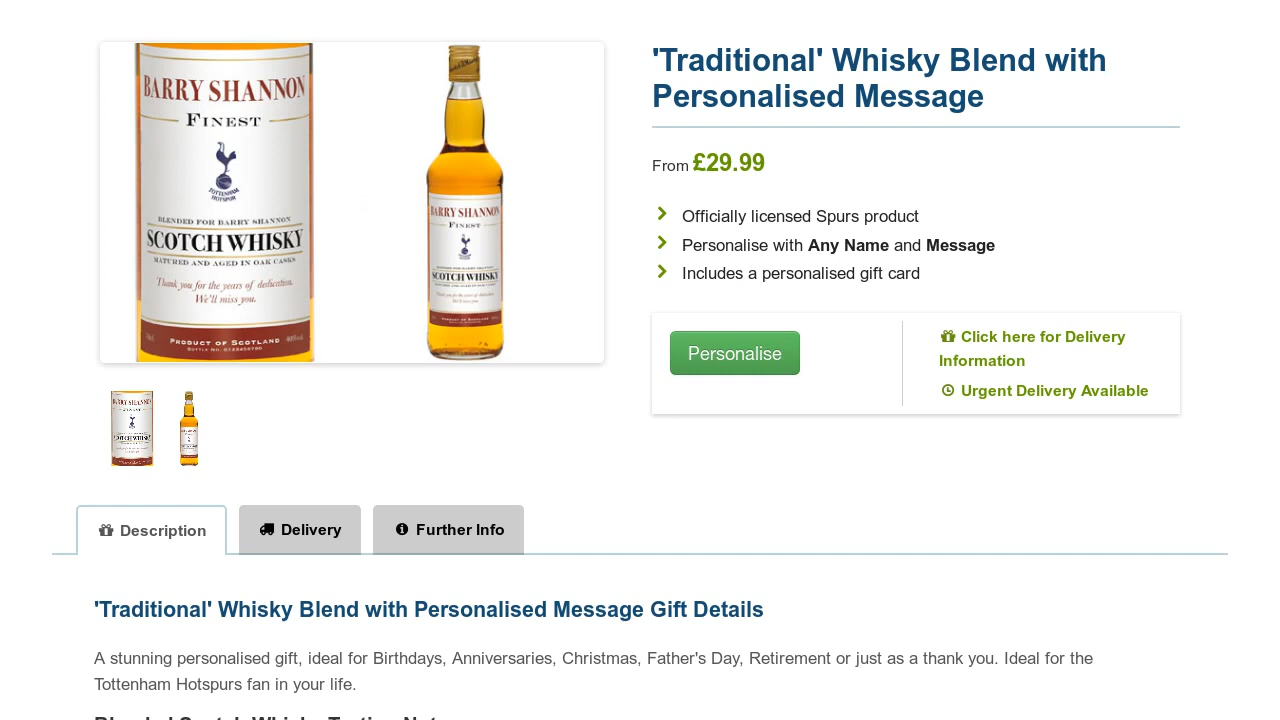 BARRY SHANNON
FINEST
TOTTENHAM
HOTSPUR
BLENDED FOR BARRY SHANNON
SCOTCH WHISKY
MATURED AND AGED IN OAK CASKS
Thank you for the years of dedication.
We'll miss you.
PRODUCT OF SCOTLAND
BARRY SHANNON
FINEST
SCOTCH WHISKY
PRODUCT OF SCOTLAND
'Traditional' Whisky Blend with
Personalised Message
From £29.99
Officially licensed Spurs product
Personalise with Any Name and Message
Includes a personalised gift card
Personalise
Click here for Delivery
Information
Urgent Delivery Available
Description
Delivery
Further Info
'Traditional' Whisky Blend with Personalised Message Gift Details
A stunning personalised gift, ideal for Birthdays, Anniversaries, Christmas, Father's Day, Retirement or just as a thank you. Ideal for the
Tottenham Hotspurs fan in your life.